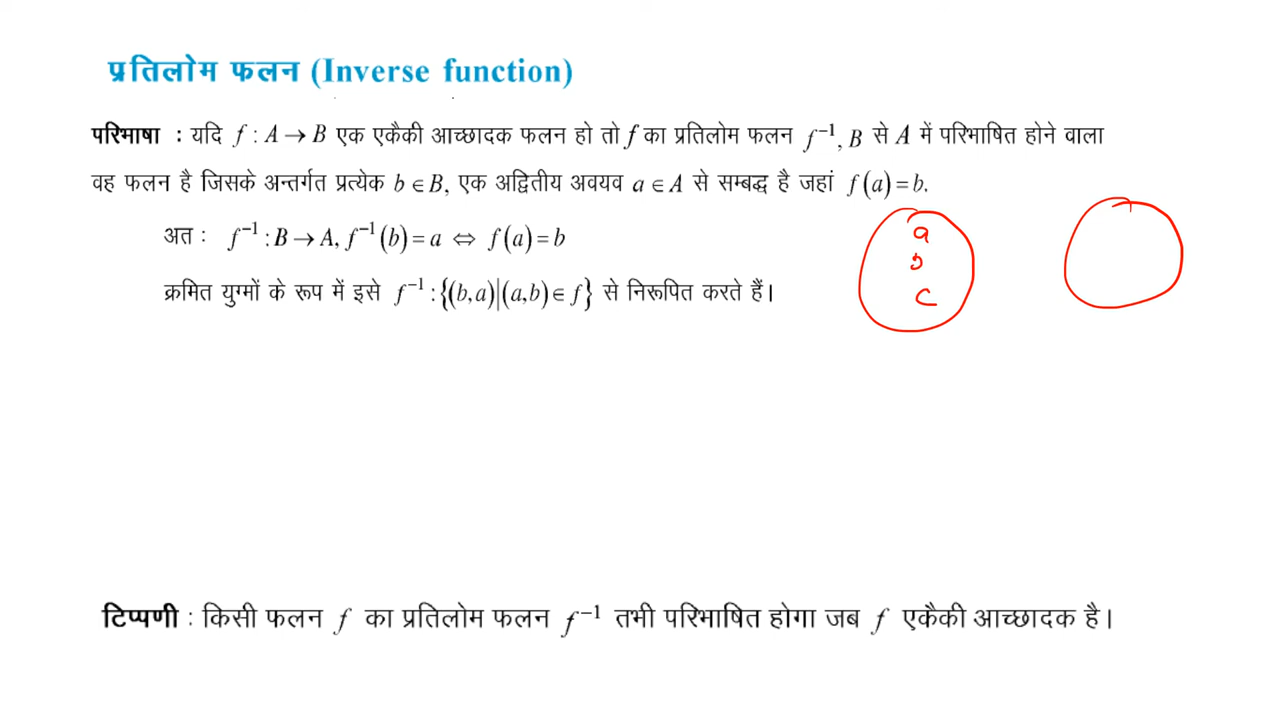 प्रतिलोम फलन (Inverse function)
परिभाषा : यदि f : A → B एक एकैकी आच्छादक फलन हो तो f का प्रतिलोम फलन f⁻¹, B से A में परिभाषित होने वाला
वह फलन है जिसके अन्तर्गत प्रत्येक b ∈ B, एक अद्वितीय अवयव a ∈ A से सम्बद्ध है जहां f(a) = b.
अत : f⁻¹ : B → A, f⁻¹(b) = a ⇔ f(a) = b
क्रमित युग्मों के रूप में इसे f⁻¹ : {(b,a)|(a,b) ∈ f} से निरूपित करते हैं।
a
c
टिप्पणी : किसी फलन f का प्रतिलोम फलन f⁻¹ तभी परिभाषित होगा जब f एकैकी आच्छादक है।